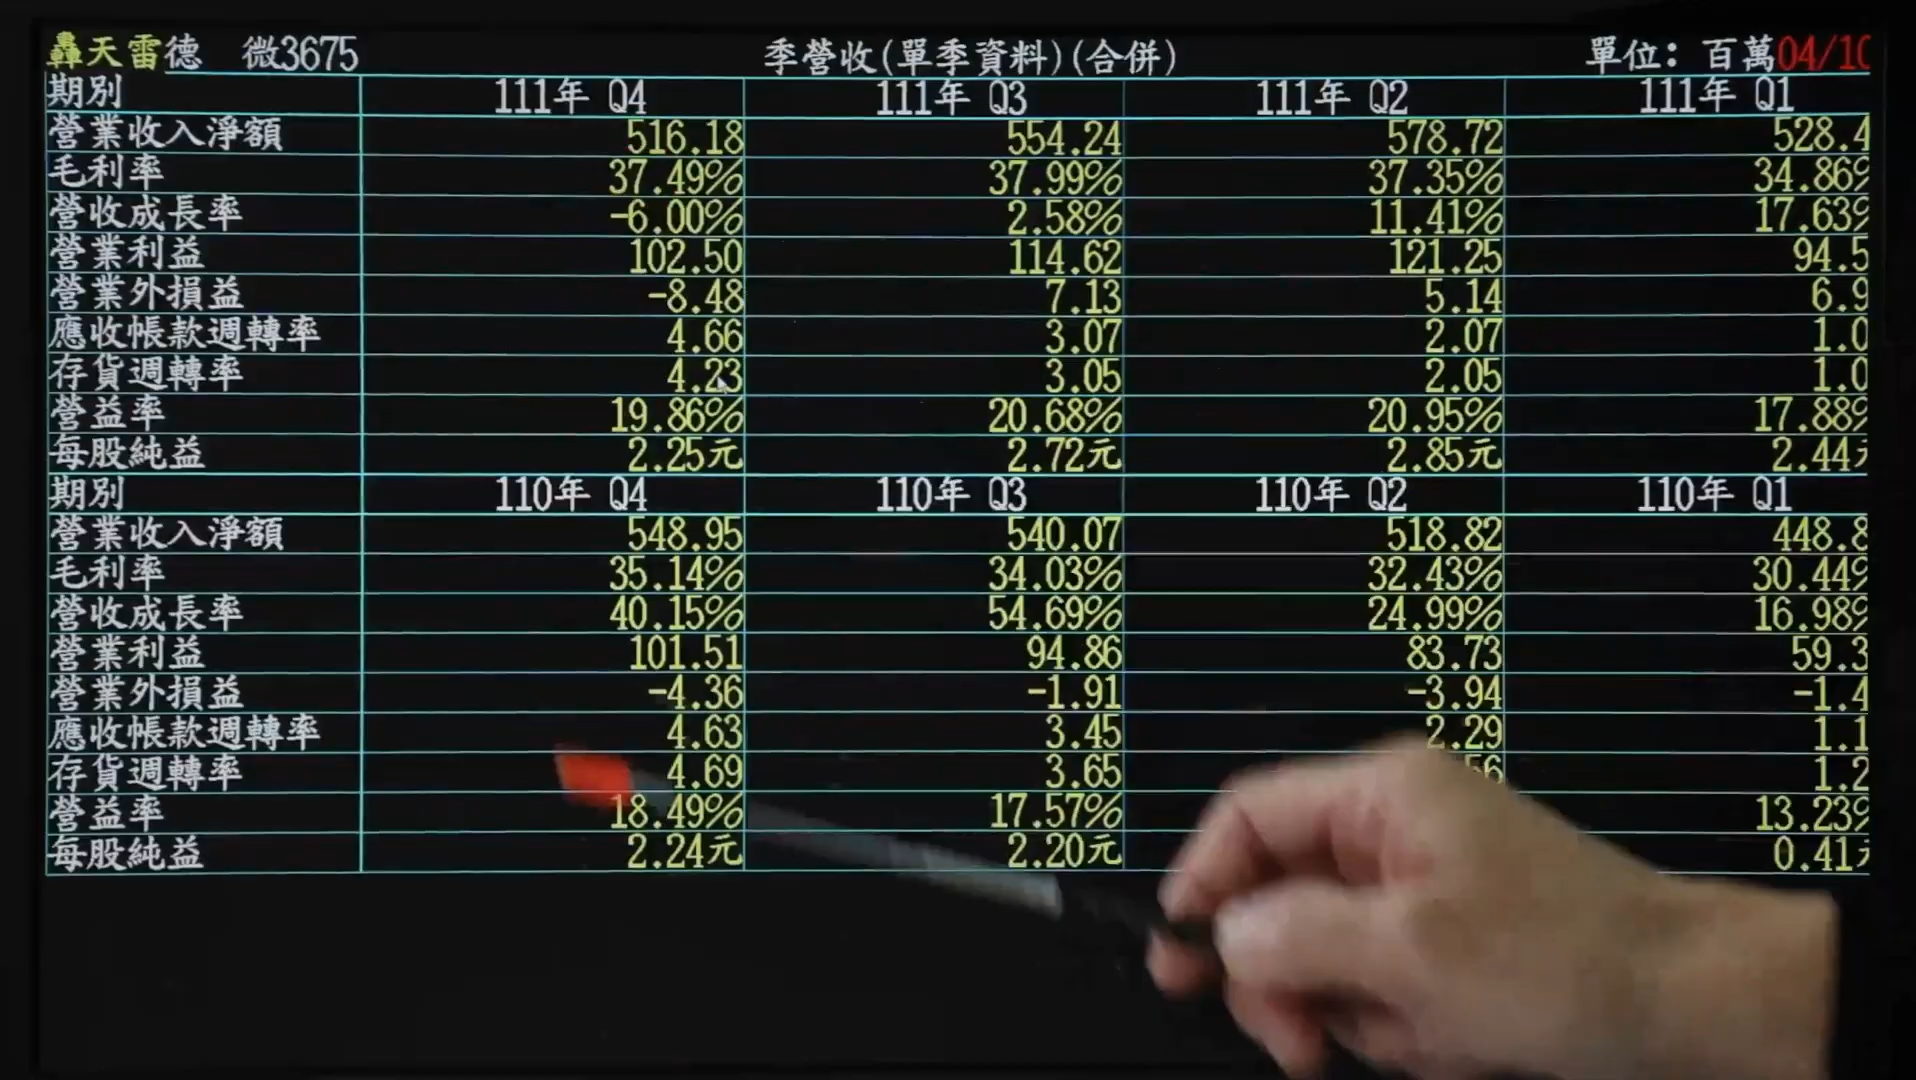 轟天雷德 微3675 季營收(單季資料)(合併) 單位：百萬04/10
期別 111年 Q4 111年 Q3 111年 Q2 111年 Q1
營業收入淨額 516.18 554.24 578.72 528.4
毛利率 37.49% 37.99% 37.35% 34.86%
營收成長率 -6.00% 2.58% 11.41% 17.63%
營業利益 102.50 114.62 121.25 94.5
營業外損益 -8.48 7.13 5.14 6.9
應收帳款週轉率 4.66 3.07 2.07 1.0
存貨週轉率 4.23 3.05 2.05 1.0
營益率 19.86% 20.68% 20.95% 17.88%
每股純益 2.25元 2.72元 2.85元 2.44
期別 110年 Q4 110年 Q3 110年 Q2 110年 Q1
營業收入淨額 548.95 540.07 518.82 448.8
毛利率 35.14% 34.03% 32.43% 30.44%
營收成長率 40.15% 54.69% 24.99% 16.98%
營業利益 101.51 94.86 83.73 59.3
營業外損益 -4.36 -1.91 -3.94 -1.4
應收帳款週轉率 4.63 3.45 2.29 1.1
存貨週轉率 4.69 3.65 1.2
營益率 18.49% 17.57% 13.23%
每股純益 2.24元 2.20元 0.41